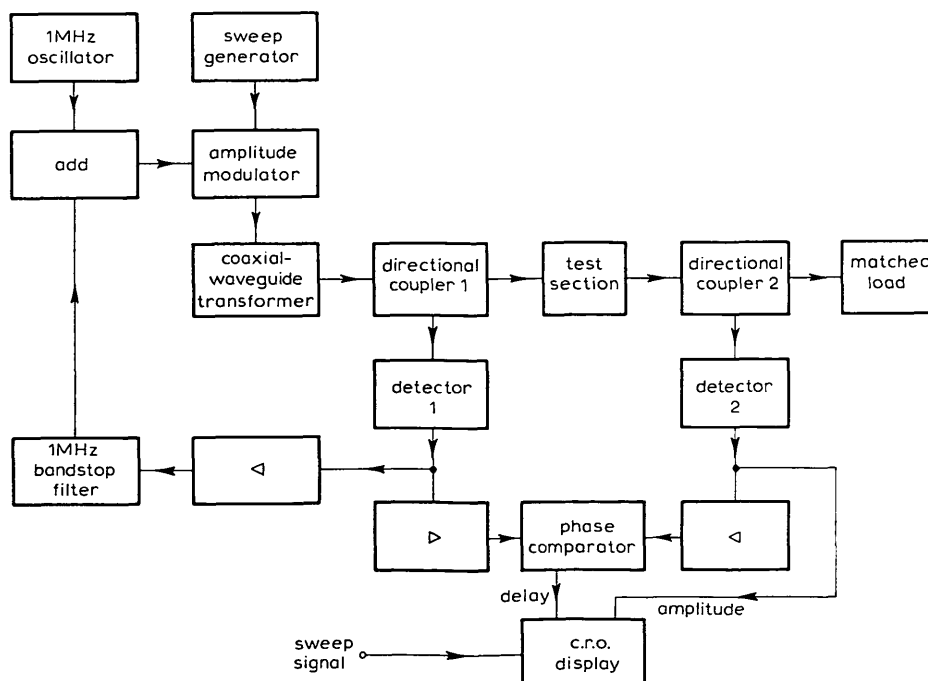 1MHz
oscillator
sweep
generator
add
amplitude
modulator
coaxial-
waveguide
transformer
directional
coupler 1
test
section
directional
coupler 2
matched
load
detector
1
detector
2
1MHz
bandstop
filter
phase
comparator
delay
amplitude
sweep
signal
c.r.o.
display